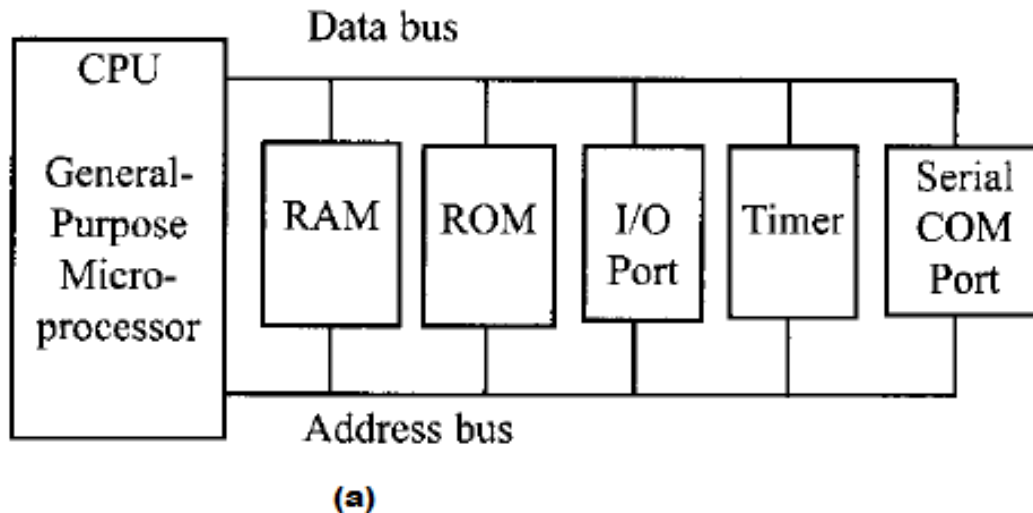 Data bus
CPU
General-
Purpose
Micro-
processor
RAM
ROM
I/O
Port
Timer
Serial
COM
Port
Address bus
(a)